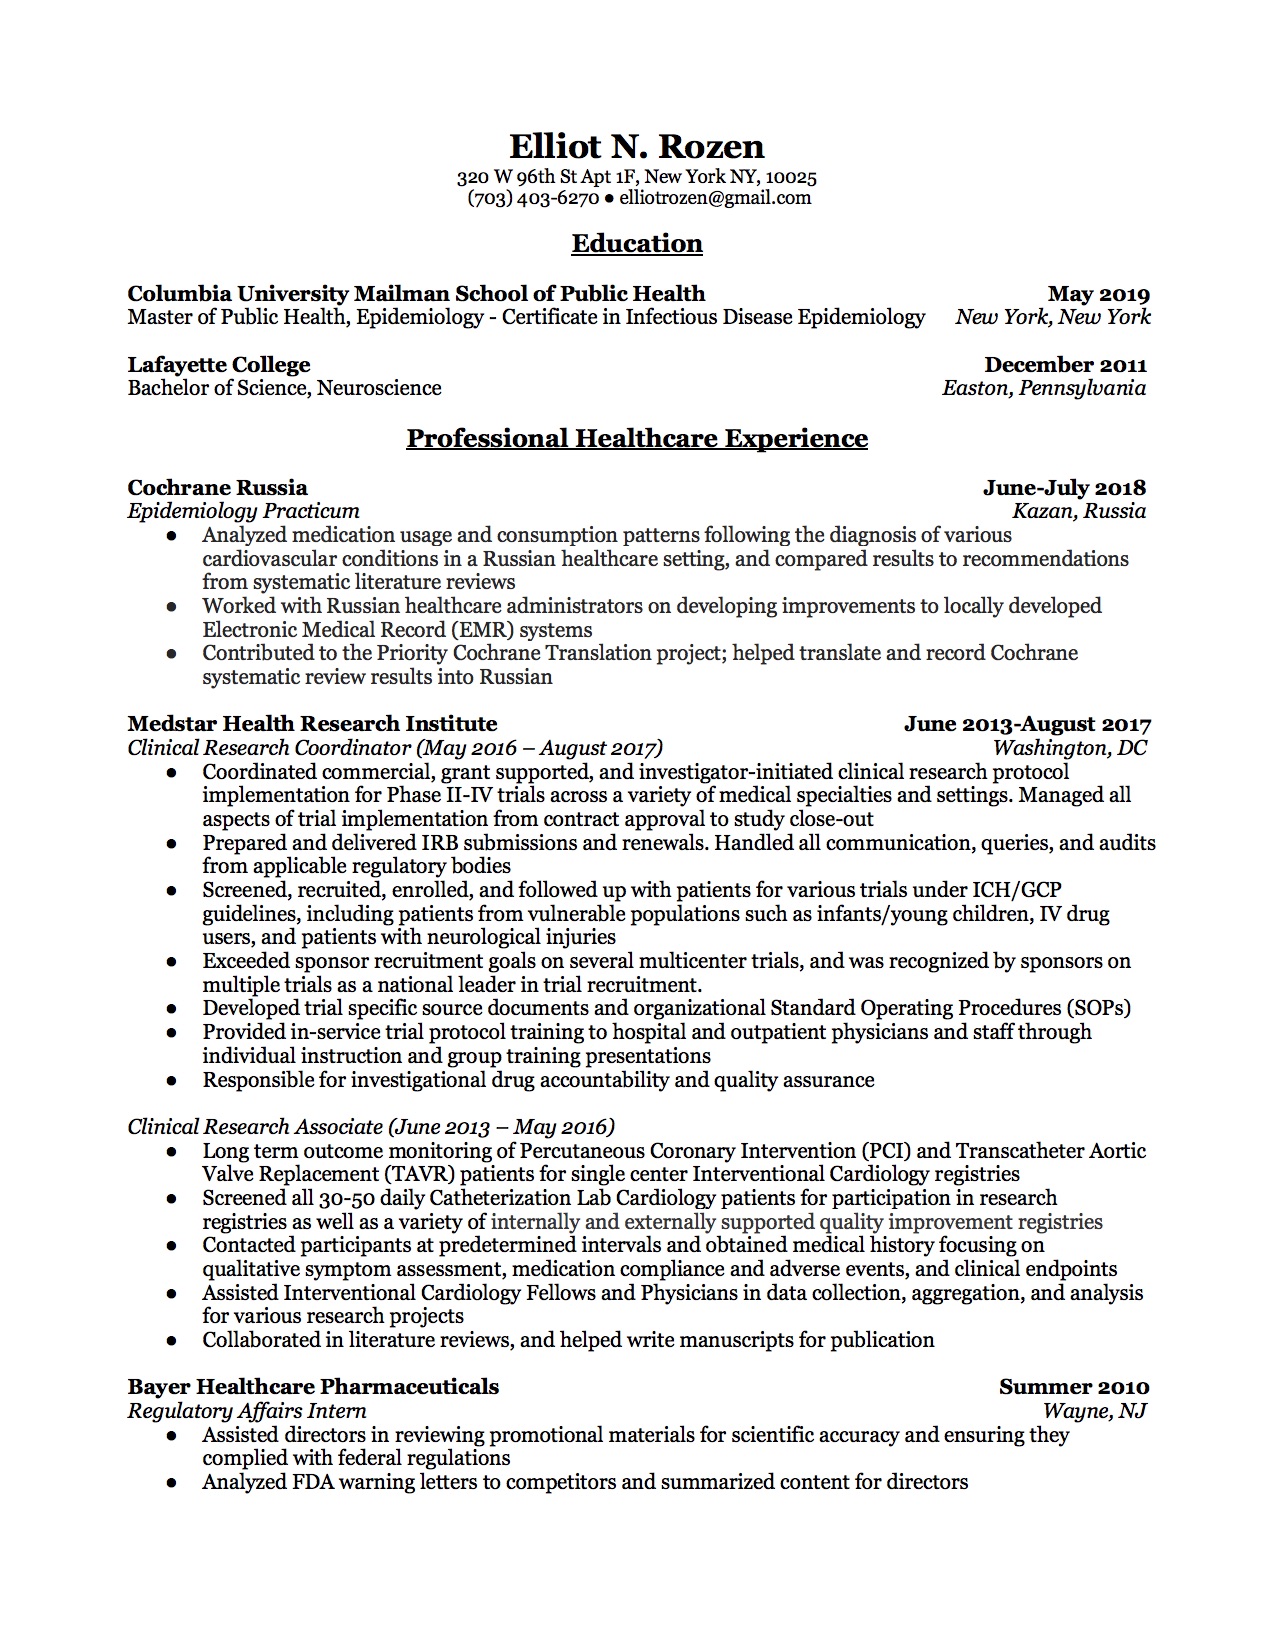 Elliot N. Rozen
320 W 96th St Apt 1F, New York NY, 10025
(703) 403-6270 ● elliotrozen@gmail.com
Education
Columbia University Mailman School of Public Health May 2019
Master of Public Health, Epidemiology - Certificate in Infectious Disease Epidemiology New York, New York
Lafayette College December 2011
Bachelor of Science, Neuroscience Easton, Pennsylvania
Professional Healthcare Experience
Cochrane Russia June-July 2018
Epidemiology Practicum Kazan, Russia
● Analyzed medication usage and consumption patterns following the diagnosis of various
cardiovascular conditions in a Russian healthcare setting, and compared results to recommendations
from systematic literature reviews
● Worked with Russian healthcare administrators on developing improvements to locally developed
Electronic Medical Record (EMR) systems
● Contributed to the Priority Cochrane Translation project; helped translate and record Cochrane
systematic review results into Russian
Medstar Health Research Institute June 2013-August 2017
Clinical Research Coordinator (May 2016 – August 2017) Washington, DC
● Coordinated commercial, grant supported, and investigator-initiated clinical research protocol
implementation for Phase II-IV trials across a variety of medical specialties and settings. Managed all
aspects of trial implementation from contract approval to study close-out
● Prepared and delivered IRB submissions and renewals. Handled all communication, queries, and audits
from applicable regulatory bodies
● Screened, recruited, enrolled, and followed up with patients for various trials under ICH/GCP
guidelines, including patients from vulnerable populations such as infants/young children, IV drug
users, and patients with neurological injuries
● Exceeded sponsor recruitment goals on several multicenter trials, and was recognized by sponsors on
multiple trials as a national leader in trial recruitment.
● Developed trial specific source documents and organizational Standard Operating Procedures (SOPs)
● Provided in-service trial protocol training to hospital and outpatient physicians and staff through
individual instruction and group training presentations
● Responsible for investigational drug accountability and quality assurance
Clinical Research Associate (June 2013 – May 2016)
● Long term outcome monitoring of Percutaneous Coronary Intervention (PCI) and Transcatheter Aortic
Valve Replacement (TAVR) patients for single center Interventional Cardiology registries
● Screened all 30-50 daily Catheterization Lab Cardiology patients for participation in research
registries as well as a variety of internally and externally supported quality improvement registries
● Contacted participants at predetermined intervals and obtained medical history focusing on
qualitative symptom assessment, medication compliance and adverse events, and clinical endpoints
● Assisted Interventional Cardiology Fellows and Physicians in data collection, aggregation, and analysis
for various research projects
● Collaborated in literature reviews, and helped write manuscripts for publication
Bayer Healthcare Pharmaceuticals Summer 2010
Regulatory Affairs Intern Wayne, NJ
● Assisted directors in reviewing promotional materials for scientific accuracy and ensuring they
complied with federal regulations
● Analyzed FDA warning letters to competitors and summarized content for directors